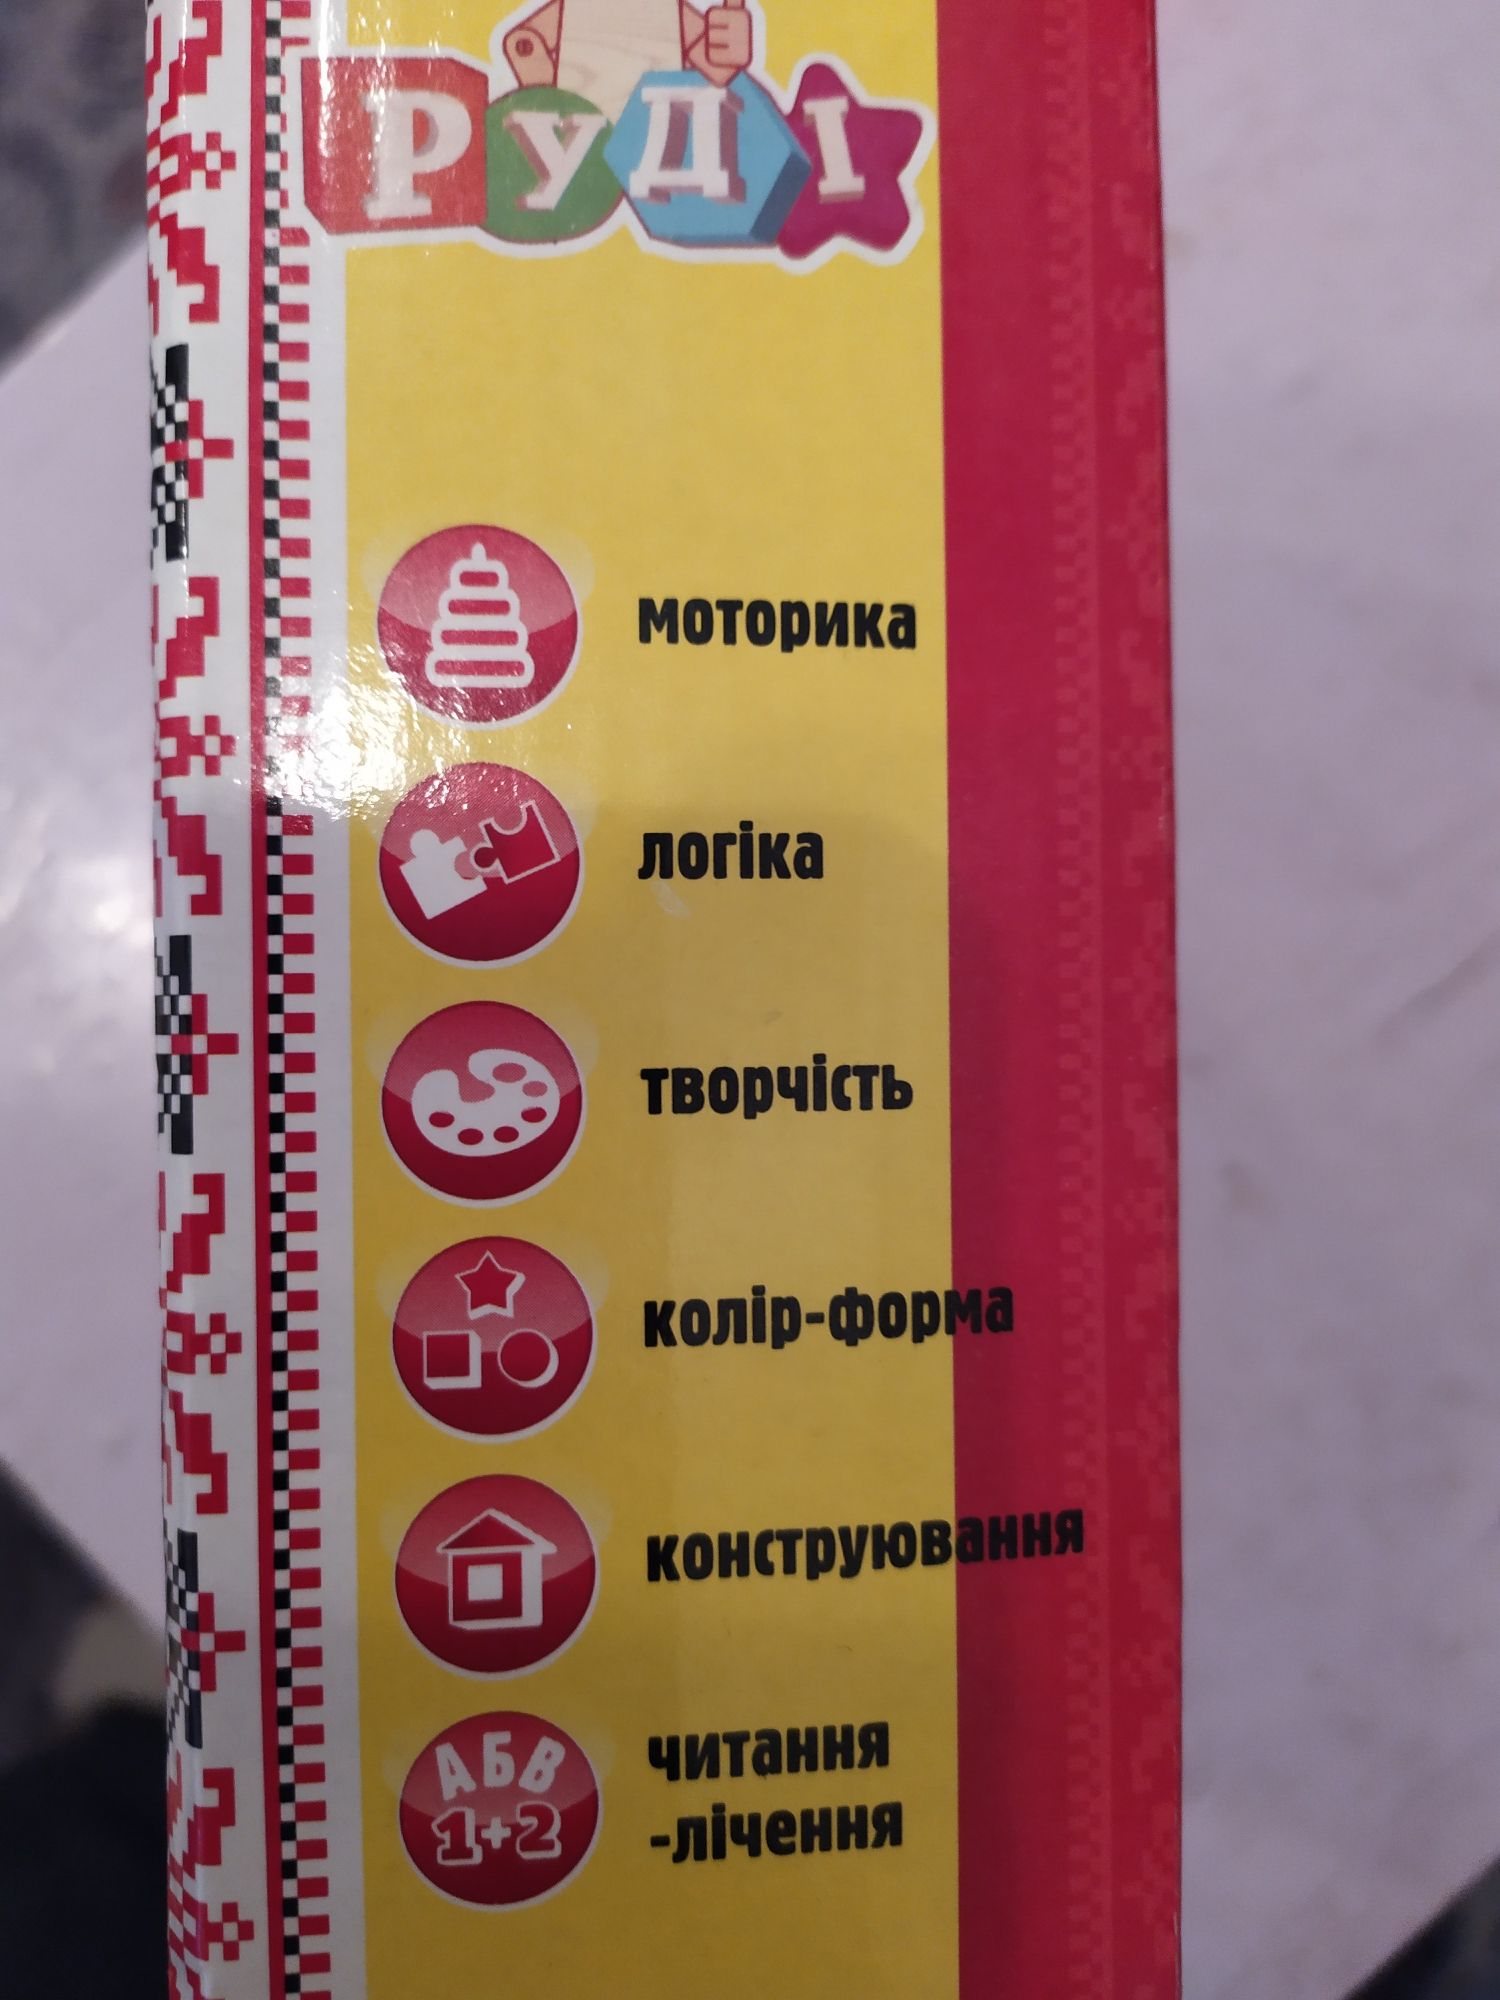 Руді
моторика
логіка
творчість
колір-форма
конструювання
АБВ
1+2
читання
-лічення